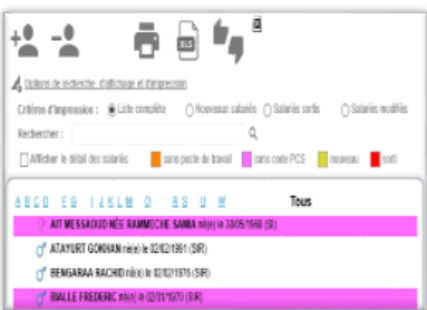 XLS
Options de recherche, d'affichage et d'impression
Critères d'impression : Liste complète Nouveaux salariés Salariés sortis Salariés modifiés
Rechercher :
Afficher le détail des salariés sans poste de travail sans code PCS nouveau sorti
A B C D F G I J K L M O R S U W Tous
AIT MESSAOUD NÉE RAMMECHE SAMIA né(e) le 30/05/1968 (SI)
ATAYURT GOKHAN né(e) le 02/02/1991 (SIR)
BENGARAA RACHID né(e) le 02/02/1976 (SIR)
BIALLE FREDERIC né(e) le 02/01/1970 (SIR)